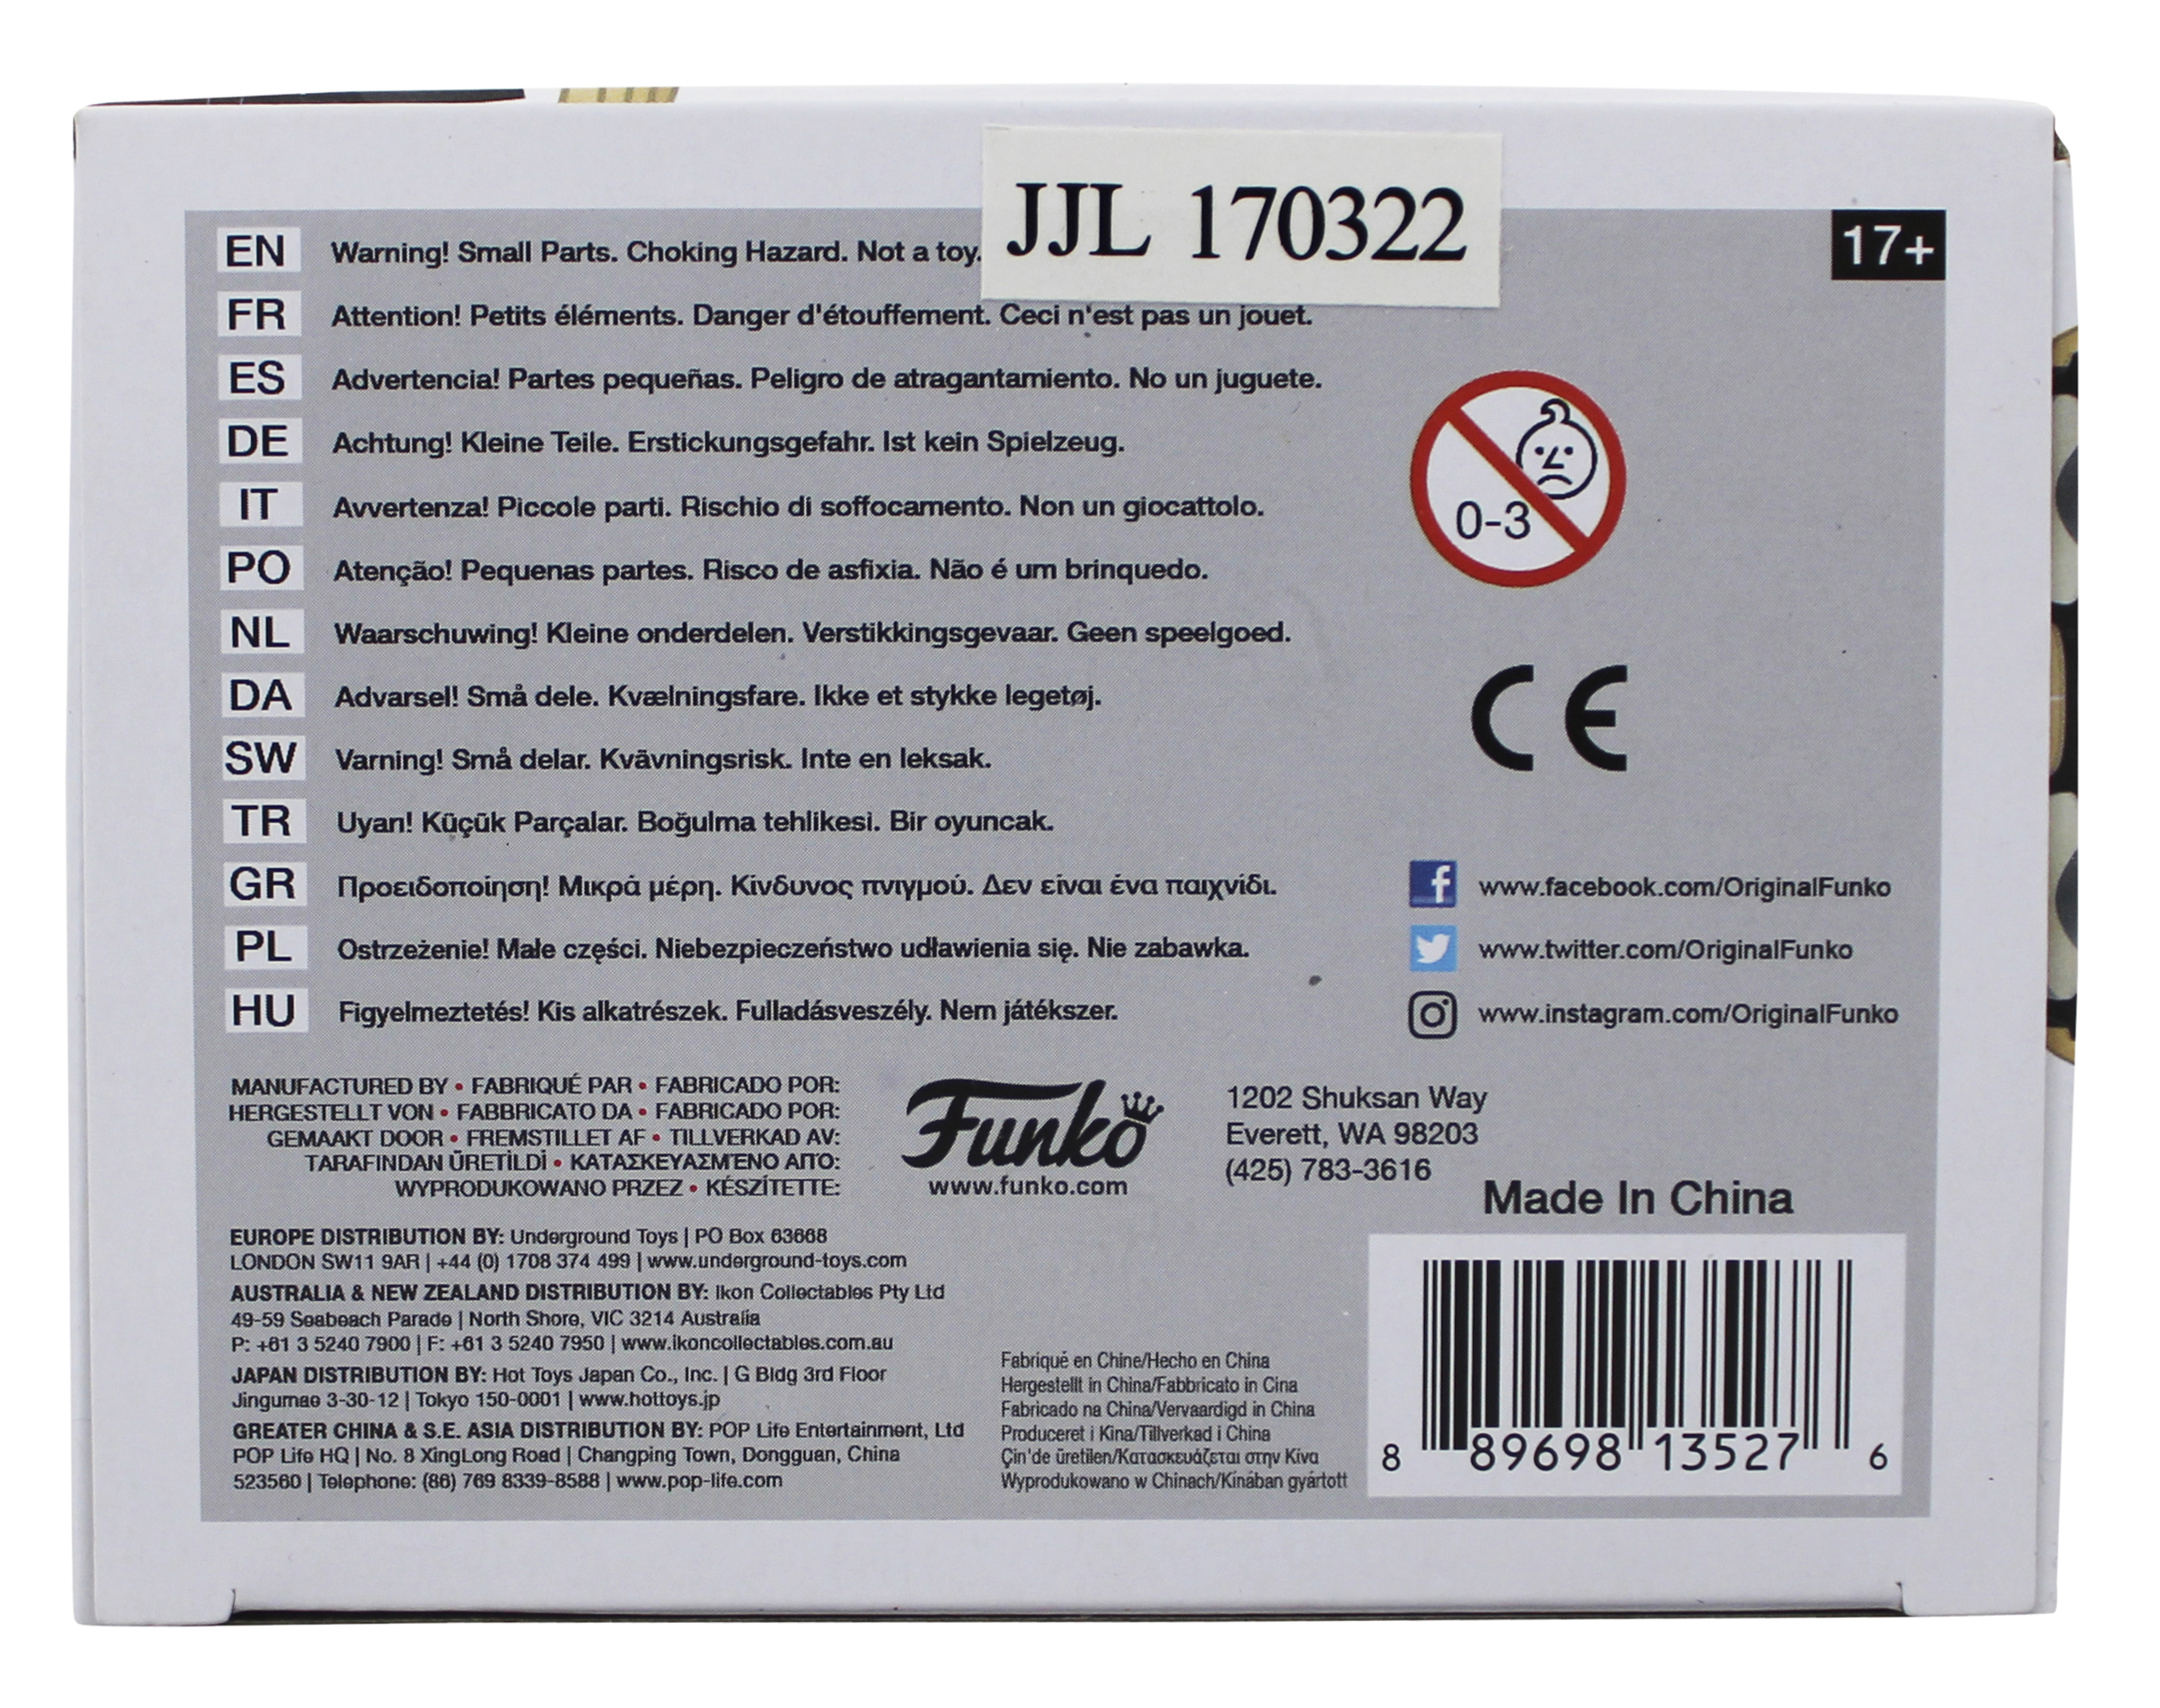 JJL 170322
17+
EN Warning! Small Parts. Choking Hazard. Not a toy.
FR Attention! Petits éléments. Danger d'étouffement. Ceci n'est pas un jouet.
ES Advertencia! Partes pequeñas. Peligro de atragantamiento. No un juguete.
DE Achtung! Kleine Teile. Erstickungsgefahr. Ist kein Spielzeug.
IT Avvertenza! Piccole parti. Rischio di soffocamento. Non un giocattolo.
PO Atenção! Pequenas partes. Risco de asfixia. Não é um brinquedo.
NL Waarschuwing! Kleine onderdelen. Verstikkingsgevaar. Geen speelgoed.
DA Advarsel! Små dele. Kvælningsfare. Ikke et stykke legetøj.
SW Varning! Små delar. Kvävningsrisk. Inte en leksak.
TR Uyarı! Küçük Parçalar. Boğulma tehlikesi. Bir oyuncak.
GR Προειδοποίηση! Μικρά μέρη. Κίνδυνος πνιγμού. Δεν είναι ένα παιχνίδι.
PL Ostrzeżenie! Małe części. Niebezpieczeństwo udławienia się. Nie zabawka.
HU Figyelmeztetés! Kis alkatrészek. Fulladásveszély. Nem játékszer.
0-3
CE
www.facebook.com/OriginalFunko
www.twitter.com/OriginalFunko
www.instagram.com/OriginalFunko
MANUFACTURED BY • FABRIQUÉ PAR • FABRICADO POR:
HERGESTELLT VON • FABBRICATO DA • FABRICADO POR:
GEMAAKT DOOR • FREMSTILLET AF • TILLVERKAD AV:
TARAFINDAN ÜRETİLDİ • ΚΑΤΑΣΚΕΥΑΣΜΈΝΟ ΑΠΌ:
WYPRODUKOWANO PRZEZ • KÉSZÍTETTE:
Funko
www.funko.com
1202 Shuksan Way
Everett, WA 98203
(425) 783-3616
Made In China
EUROPE DISTRIBUTION BY: Underground Toys | PO Box 63668
LONDON SW11 9AR | +44 (0) 1708 374 499 | www.underground-toys.com
AUSTRALIA & NEW ZEALAND DISTRIBUTION BY: Ikon Collectables Pty Ltd
49-59 Seabeach Parade | North Shore, VIC 3214 Australia
P: +61 3 5240 7900 | F: +61 3 5240 7950 | www.ikoncollectables.com.au
JAPAN DISTRIBUTION BY: Hot Toys Japan Co., Inc. | G Bldg 3rd Floor
Jingumae 3-30-12 | Tokyo 150-0001 | www.hottoys.jp
GREATER CHINA & S.E. ASIA DISTRIBUTION BY: POP Life Entertainment, Ltd
POP Life HQ | No. 8 XingLong Road | Changping Town, Dongguan, China
523560 | Telephone: (86) 769 8339-8588 | www.pop-life.com
Fabriqué en Chine/Hecho en China
Hergestellt in China/Fabbricato in Cina
Fabricado na China/Vervaardigd in China
Produceret i Kina/Tillverkad i China
Çin'de üretilen/Κατασκευάζεται στην Κίνα
Wyprodukowano w Chinach/Kínában gyártott
8 89698 13527 6